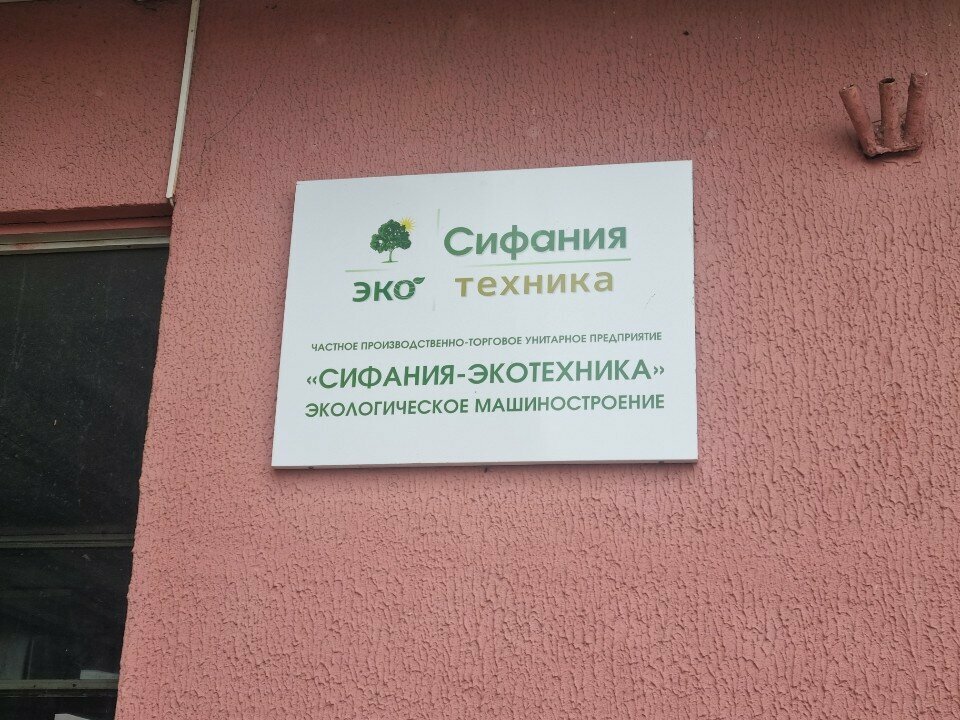 Сифания
эко техника
ЧАСТНОЕ ПРОИЗВОДСТВЕННО-ТОРГОВОЕ УНИТАРНОЕ ПРЕДПРИЯТИЕ
«СИФАНИЯ-ЭКОТЕХНИКА»
ЭКОЛОГИЧЕСКОЕ МАШИНОСТРОЕНИЕ